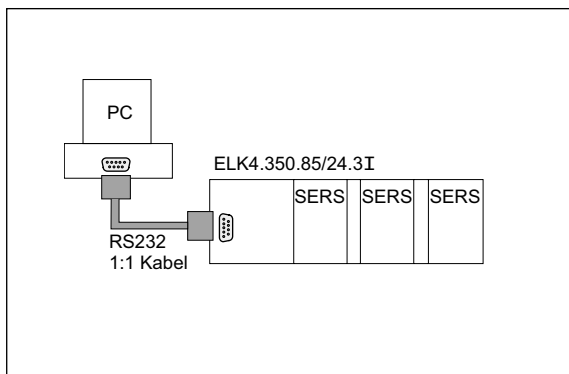 PC
ELK4.350.85/24.3I
SERS SERS SERS
RS232
1:1 Kabel